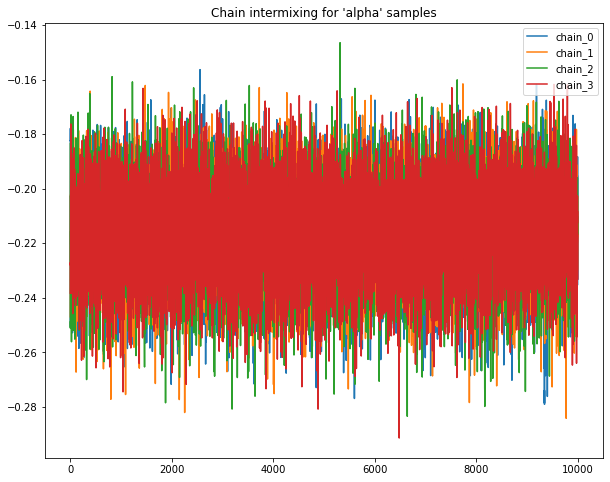 Chain intermixing for 'alpha' samples
−0.14
−0.16
−0.18
−0.20
−0.22
−0.24
−0.26
−0.28
0
2000
4000
6000
8000
10000
chain_0
chain_1
chain_2
chain_3